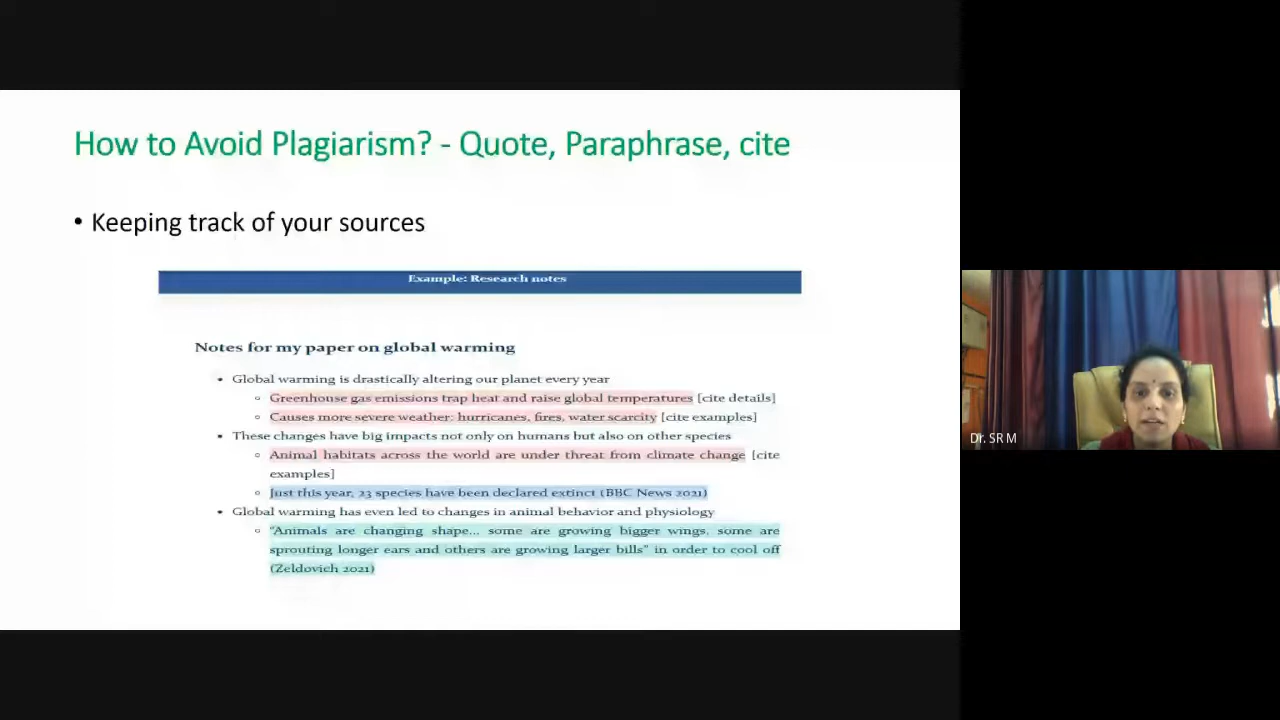 How to Avoid Plagiarism? - Quote, Paraphrase, cite
• Keeping track of your sources
Example: Research notes
Notes for my paper on global warming
• Global warming is drastically altering our planet every year
◦ Greenhouse gas emissions trap heat and raise global temperatures [cite details]
◦ Causes more severe weather: hurricanes, fires, water scarcity [cite examples]
• These changes have big impacts not only on humans but also on other species
◦ Animal habitats across the world are under threat from climate change [cite
examples]
◦ Just this year, 23 species have been declared extinct (BBC News 2021)
• Global warming has even led to changes in animal behavior and physiology
◦ “Animals are changing shape... some are growing bigger wings, some are
sprouting longer ears and others are growing larger bills” in order to cool off
(Zeldovich 2021)
Dr. SR M